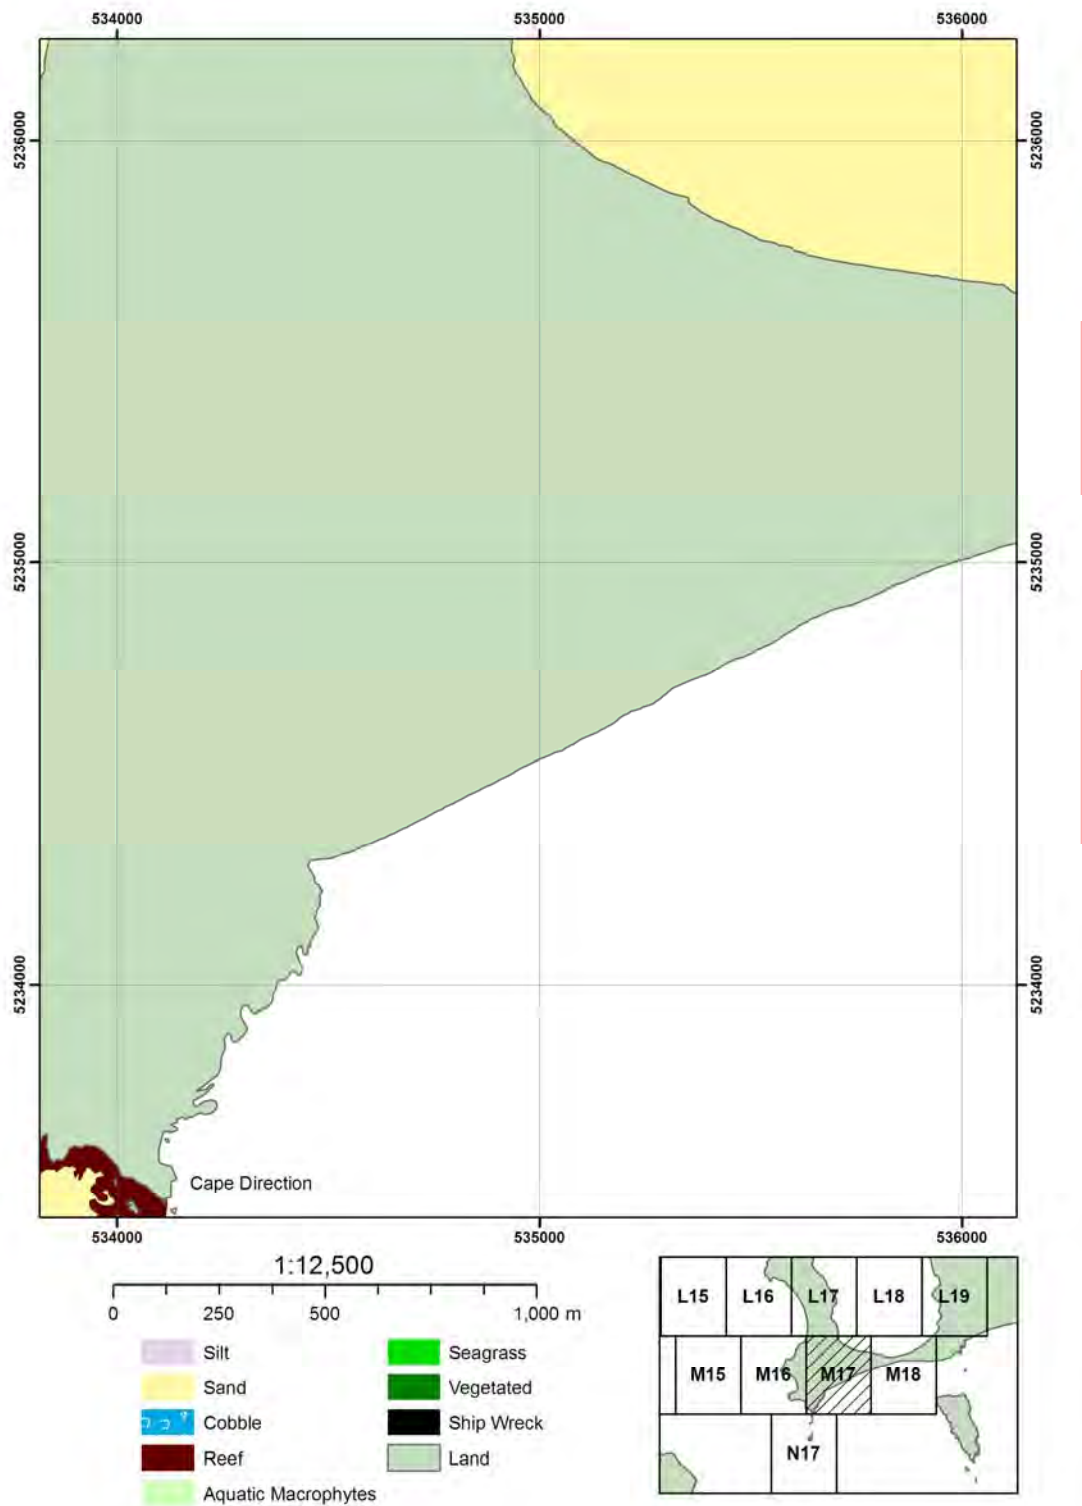 534000 535000 536000
5236000 5236000
5235000 5235000
5234000 5234000
Cape Direction
534000 535000 536000
1:12,500
0 250 500 1,000 m
Silt
Sand
Cobble
Reef
Aquatic Macrophytes
Seagrass
Vegetated
Ship Wreck
Land
L15 L16 L17 L18 L19
M15 M16 M17 M18
N17